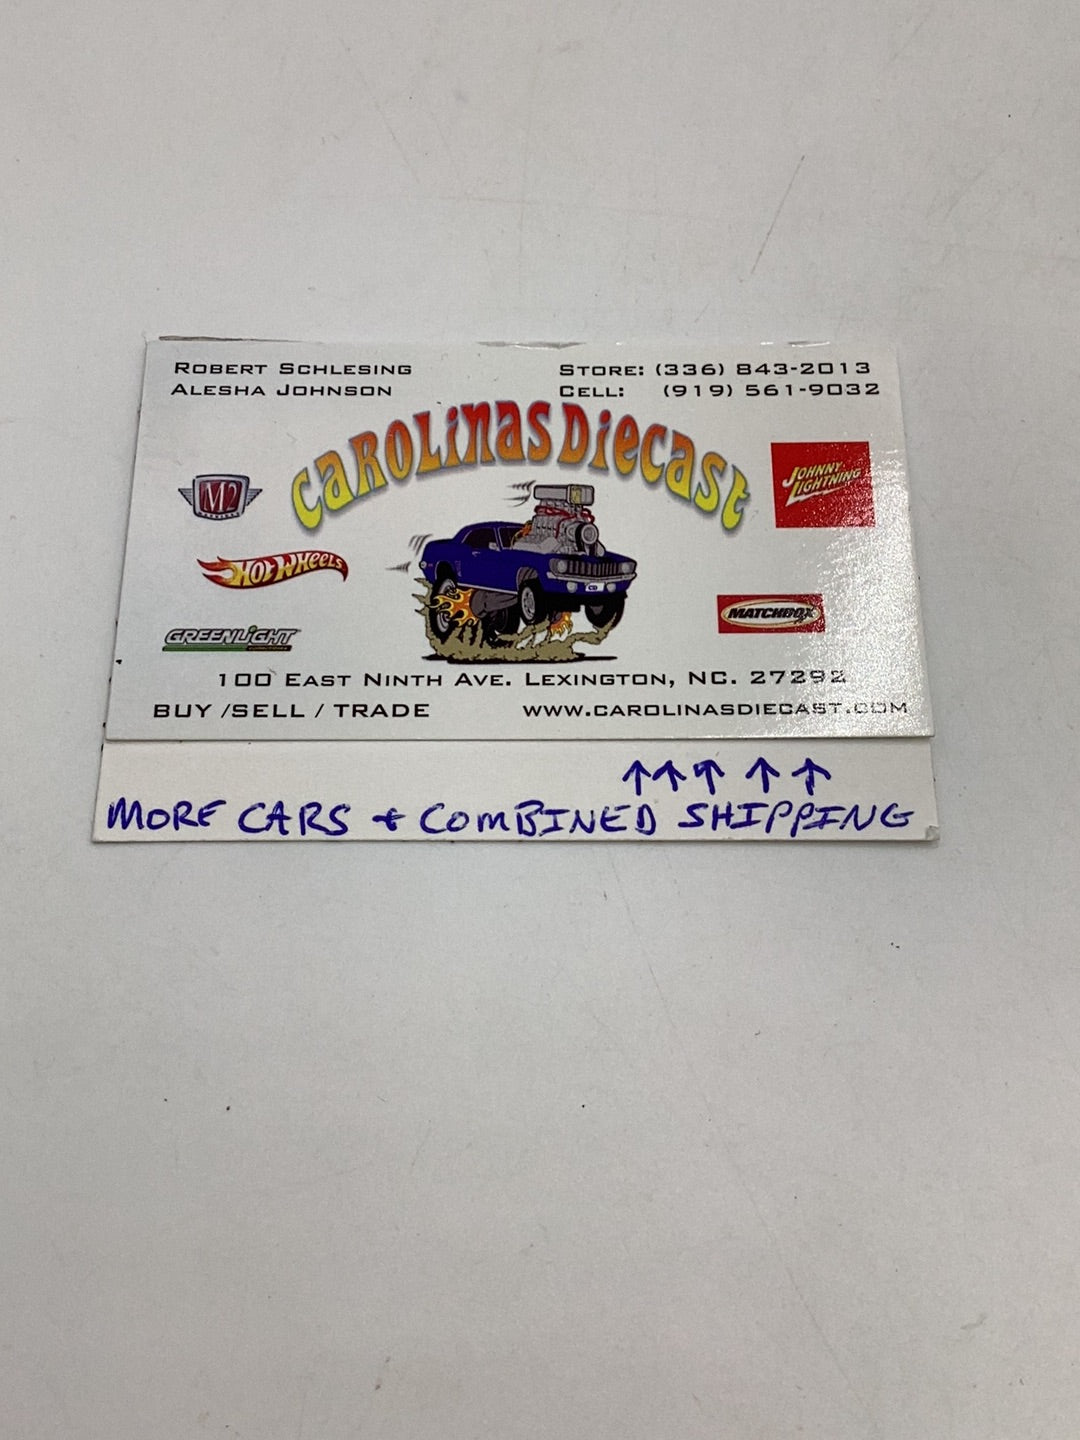 ROBERT SCHLESING
ALESHA JOHNSON
STORE: (336) 843-2013
CELL: (919) 561-9032
CAROLINAS DIECAST
M2
JOHNNY LIGHTNING
HOT WHEELS
MATCHBOX
GREENLIGHT
100 EAST NINTH AVE. LEXINGTON, NC. 27292
BUY /SELL / TRADE
WWW.CAROLINASDIECAST.COM
↑↑↑ ↑ ↑
MORE CARS + COMBINED SHIPPING